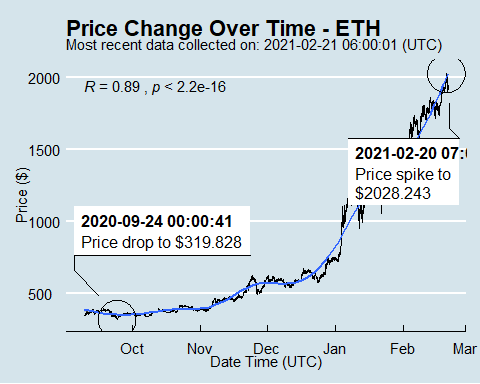 Price Change Over Time - ETH
Most recent data collected on: 2021-02-21 06:00:01 (UTC)
R = 0.89 , p < 2.2e-16
2000
1500
1000
500
Price ($)
2021-02-20 07:
Price spike to
$2028.243
2020-09-24 00:00:41
Price drop to $319.828
Oct
Nov
Dec
Jan
Feb
Mar
Date Time (UTC)